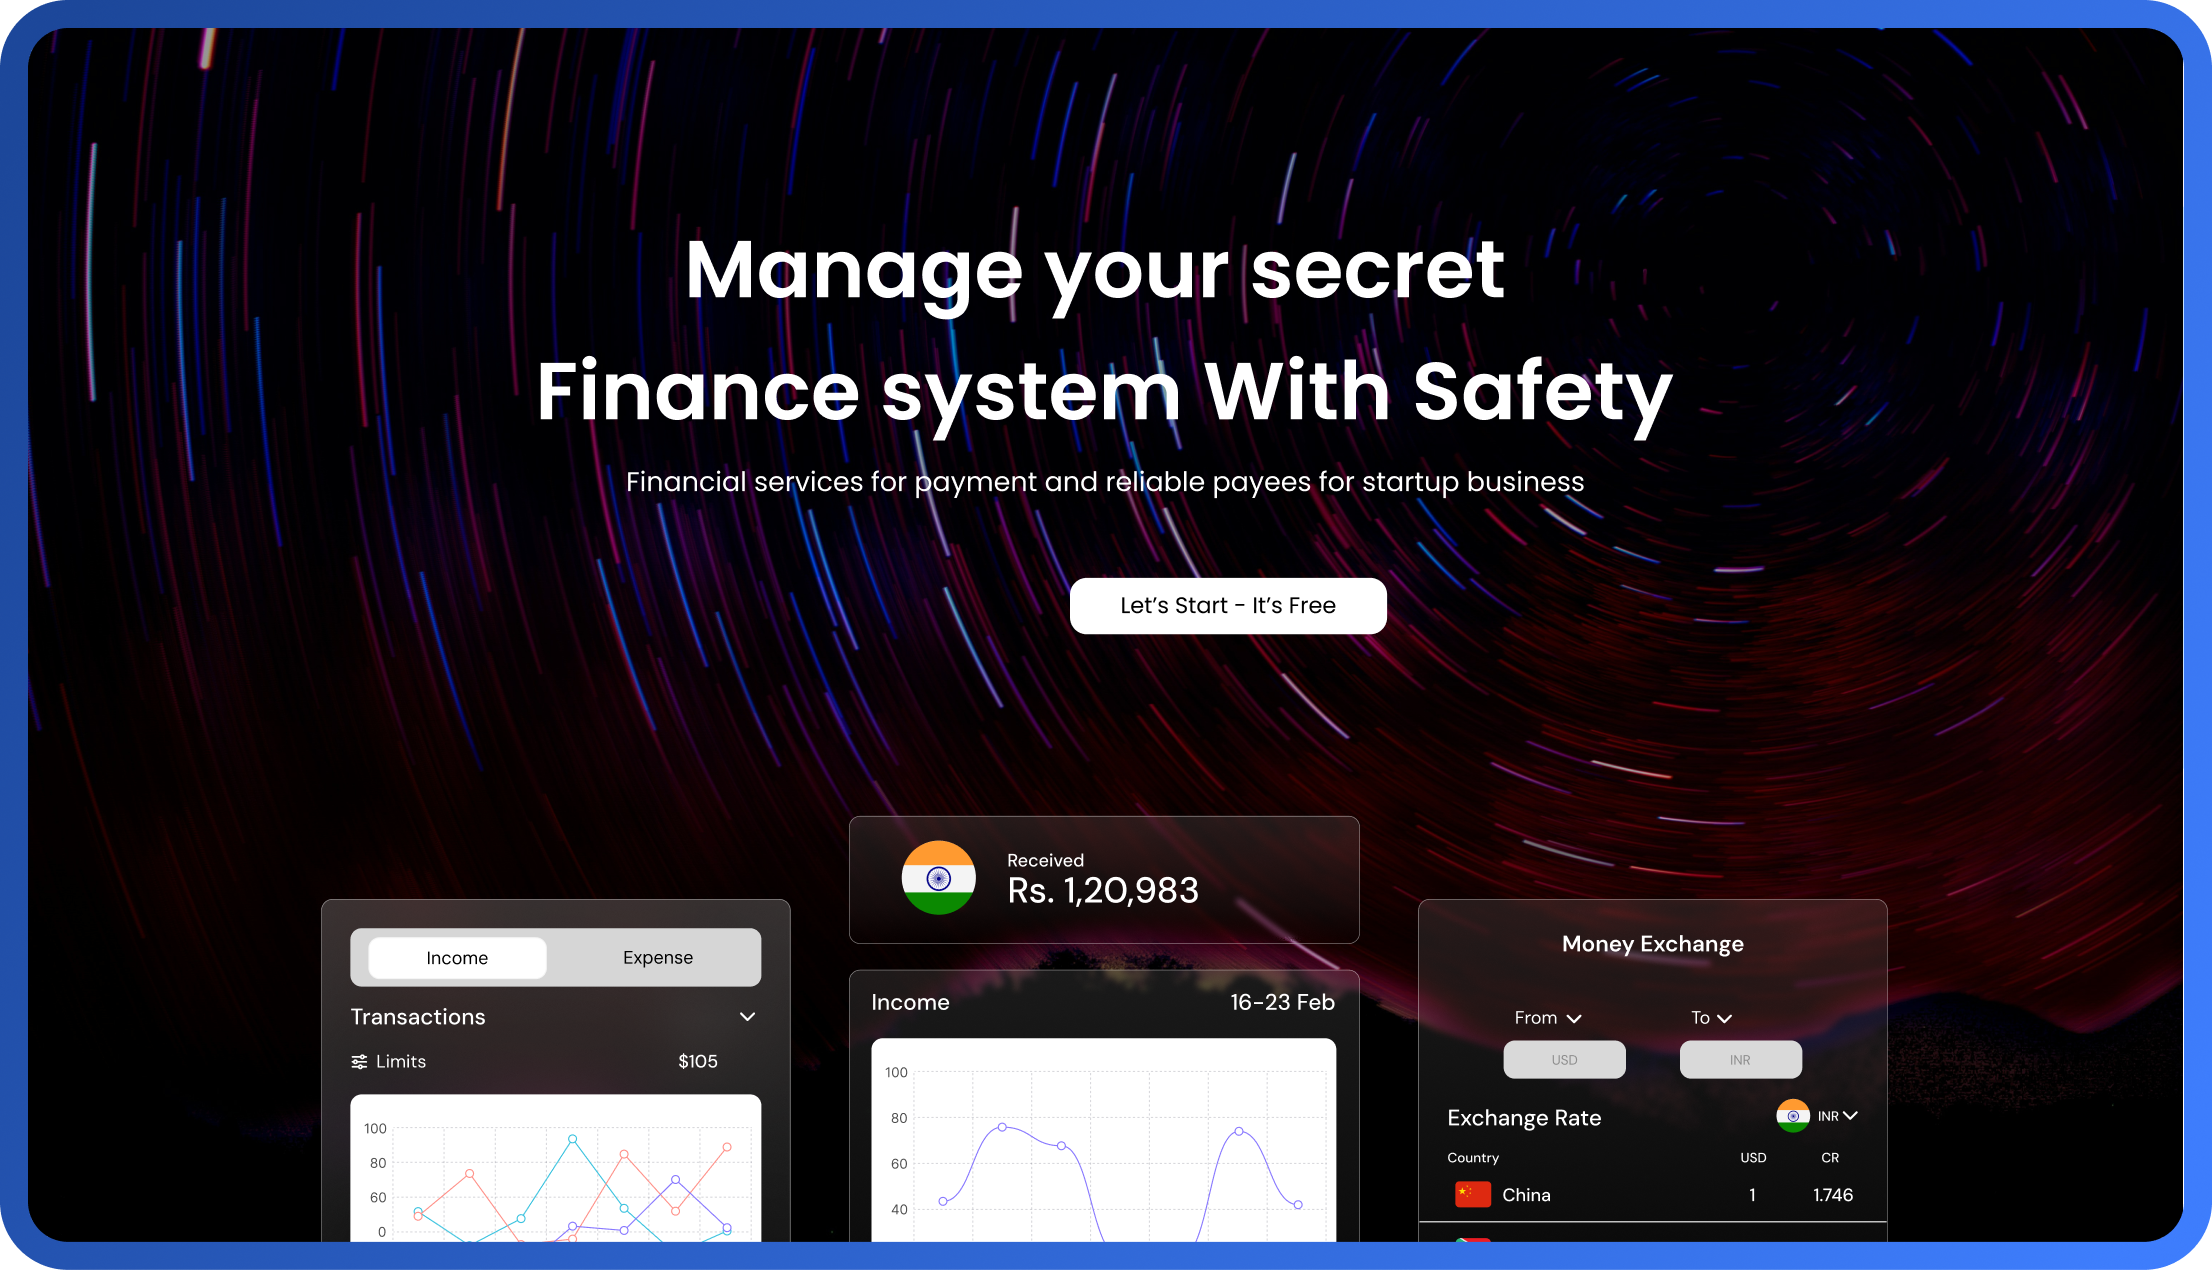 Manage your secret
Finance system With Safety
Financial services for payment and reliable payees for startup business
Let’s Start - It’s Free
Received
Rs. 1,20,983
Income
Expense
Transactions
Limits
$105
100
80
60
0
Income
16-23 Feb
100
80
60
40
Money Exchange
From
To
USD
INR
Exchange Rate
INR
Country
USD
CR
China
1
1.746